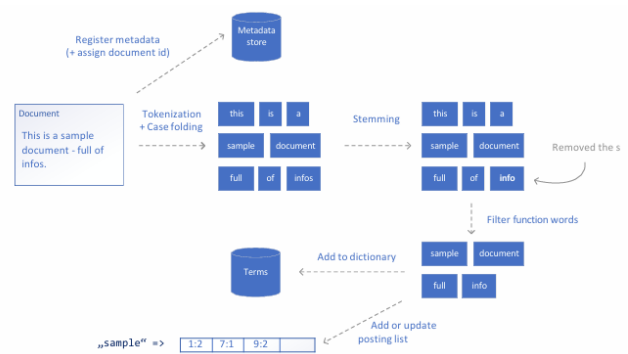 Register metadata
(+ assign document id)
Metadata
store
Document
This is a sample
document - full of
infos.
Tokenization
+ Case folding
this is a
sample document
full of infos
Stemming
this is a
sample document
full of info
Removed the s
Filter function words
sample document
full info
Add to dictionary
Terms
Add or update
posting list
„sample“ => 1:2 7:1 9:2